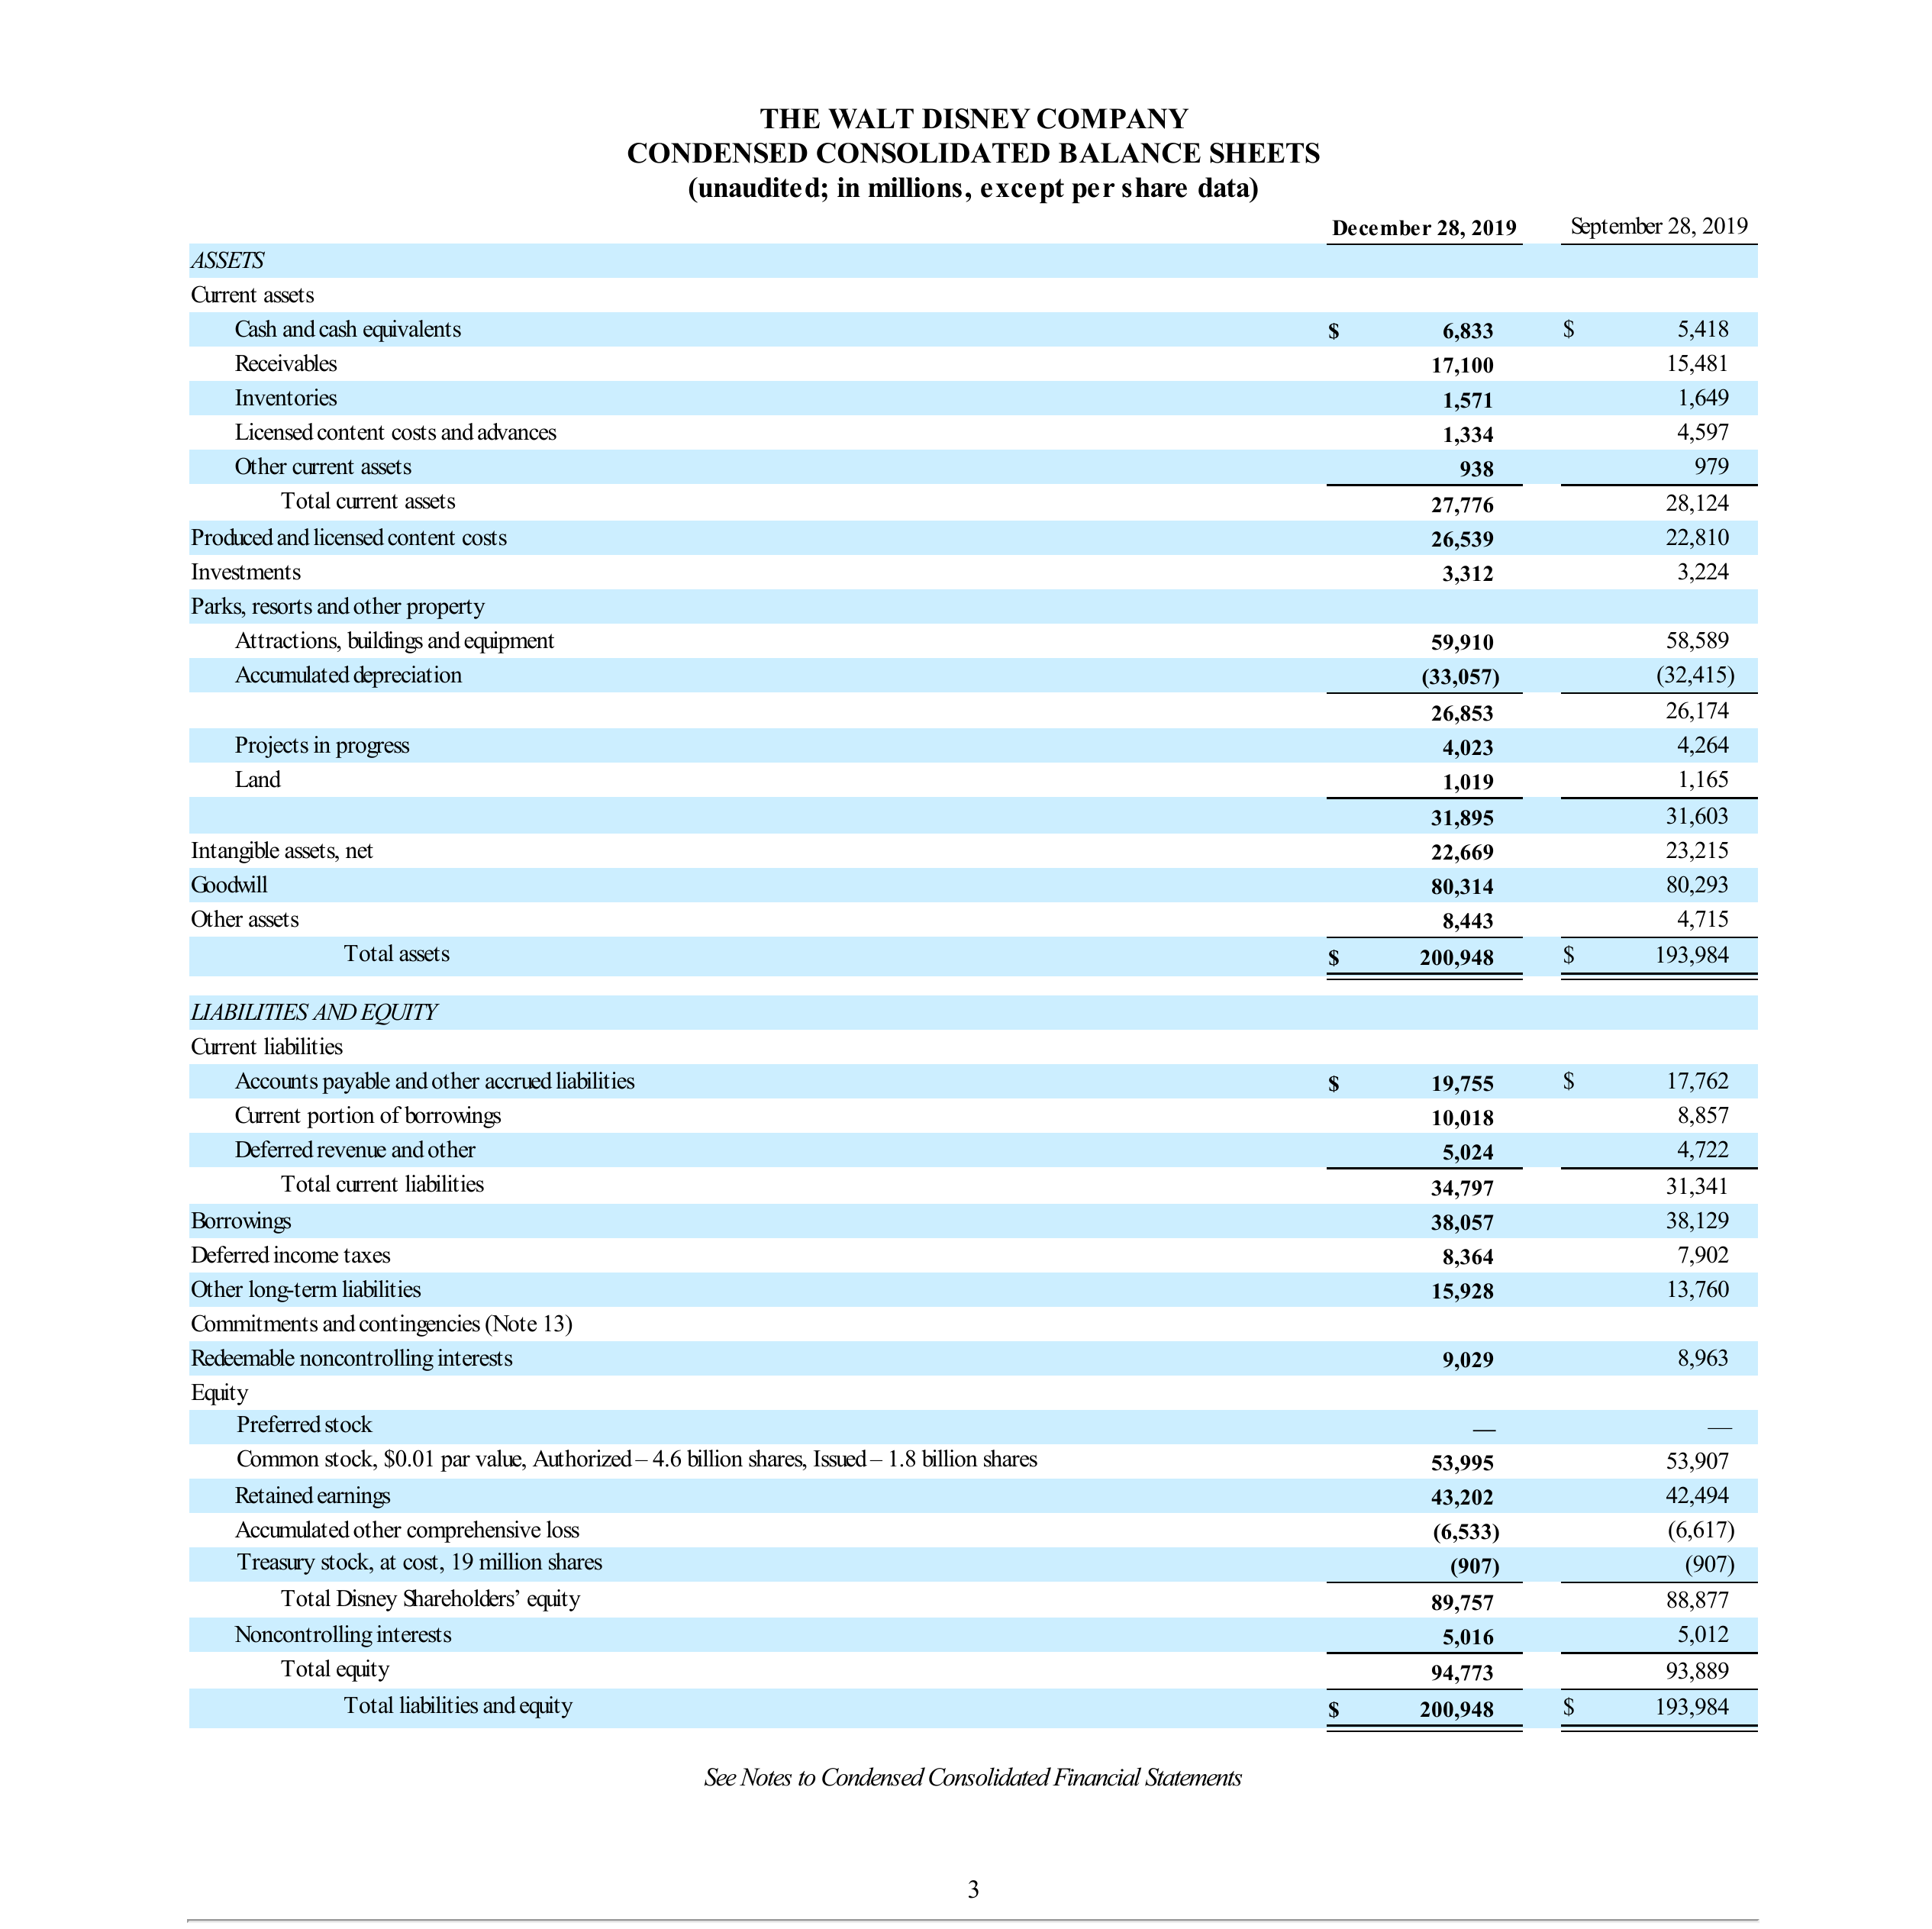 THE WALT DISNEY COMPANY
CONDENSED CONSOLIDATED BALANCE SHEETS
(unaudited; in millions, except per share data)
December 28, 2019 September 28, 2019
ASSETS
Current assets
Cash and cash equivalents $ 6,833 $ 5,418
Receivables 17,100 15,481
Inventories 1,571 1,649
Licensed content costs and advances 1,334 4,597
Other current assets 938 979
Total current assets 27,776 28,124
Produced and licensed content costs 26,539 22,810
Investments 3,312 3,224
Parks, resorts and other property
Attractions, buildings and equipment 59,910 58,589
Accumulated depreciation (33,057) (32,415)
26,853 26,174
Projects in progress 4,023 4,264
Land 1,019 1,165
31,895 31,603
Intangible assets, net 22,669 23,215
Goodwill 80,314 80,293
Other assets 8,443 4,715
Total assets $ 200,948 $ 193,984
LIABILITIES AND EQUITY
Current liabilities
Accounts payable and other accrued liabilities $ 19,755 $ 17,762
Current portion of borrowings 10,018 8,857
Deferred revenue and other 5,024 4,722
Total current liabilities 34,797 31,341
Borrowings 38,057 38,129
Deferred income taxes 8,364 7,902
Other long-term liabilities 15,928 13,760
Commitments and contingencies (Note 13)
Redeemable noncontrolling interests 9,029 8,963
Equity
Preferred stock — —
Common stock, $0.01 par value, Authorized – 4.6 billion shares, Issued – 1.8 billion shares 53,995 53,907
Retained earnings 43,202 42,494
Accumulated other comprehensive loss (6,533) (6,617)
Treasury stock, at cost, 19 million shares (907) (907)
Total Disney Shareholders’ equity 89,757 88,877
Noncontrolling interests 5,016 5,012
Total equity 94,773 93,889
Total liabilities and equity $ 200,948 $ 193,984
See Notes to Condensed Consolidated Financial Statements
3